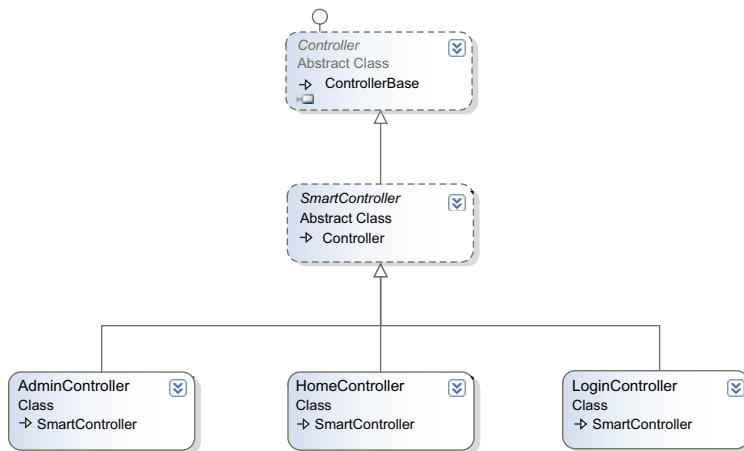 Controller
Abstract Class
ControllerBase
SmartController
Abstract Class
Controller
AdminController
Class
SmartController
HomeController
Class
SmartController
LoginController
Class
SmartController